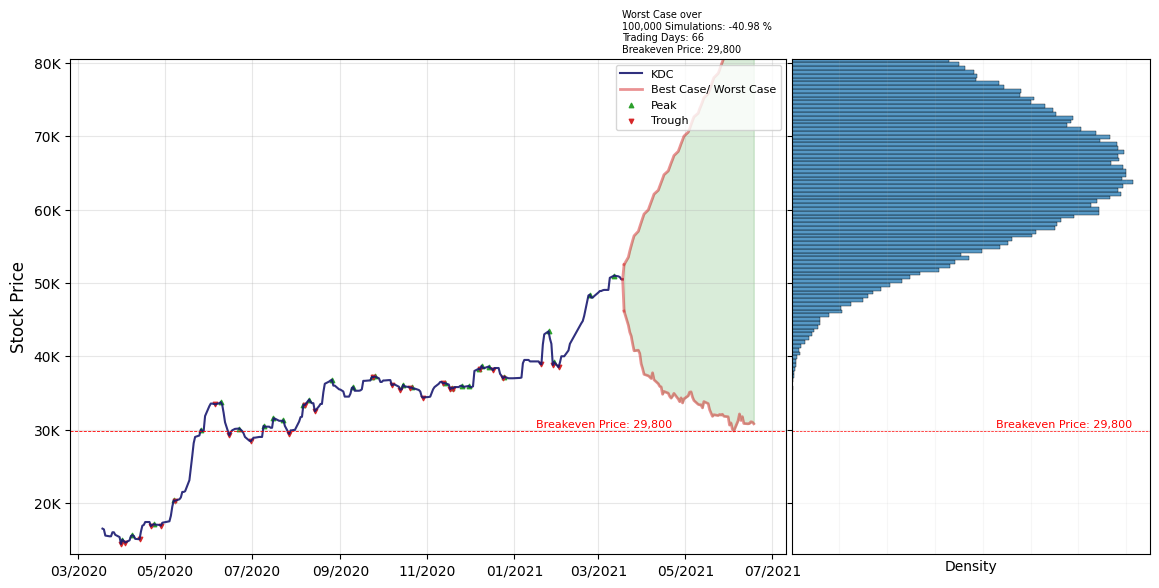 Worst Case over
100,000 Simulations: -40.98 %
Trading Days: 66
Breakeven Price: 29,800
KDC
Best Case/ Worst Case
Peak
Trough
Stock Price
80K
70K
60K
50K
40K
30K
20K
Breakeven Price: 29,800
Breakeven Price: 29,800
03/2020 05/2020 07/2020 09/2020 11/2020 01/2021 03/2021 05/2021 07/2021
Density